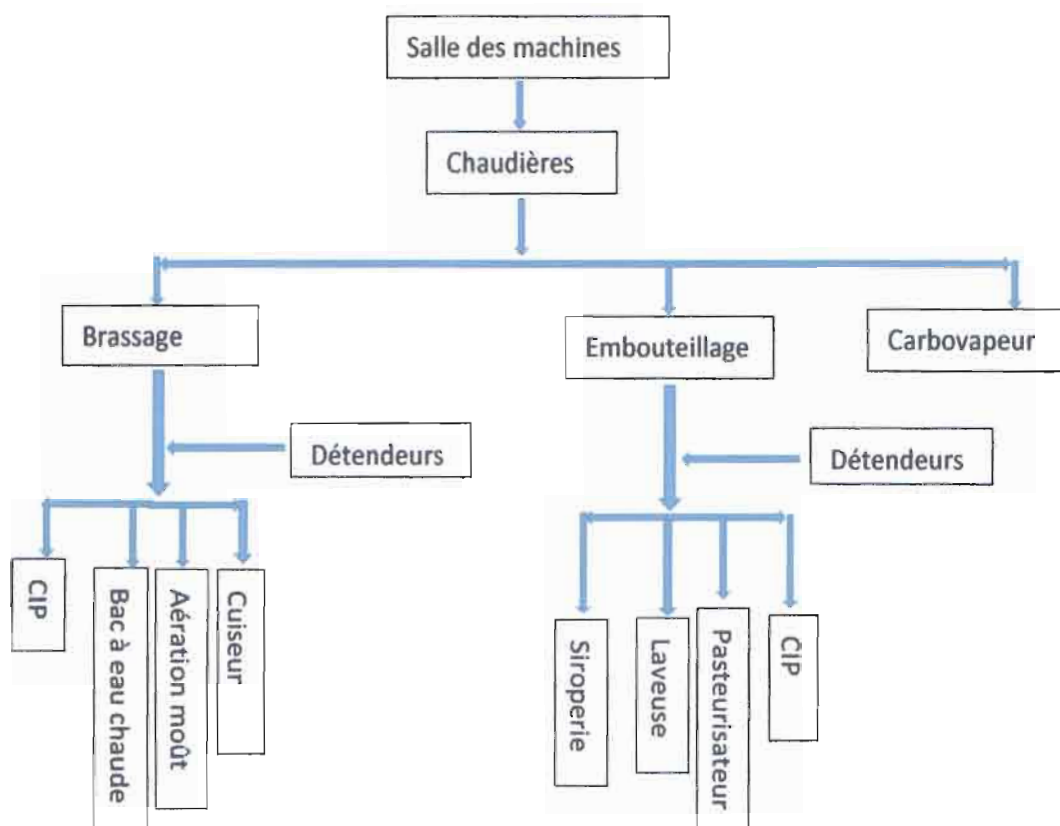 Salle des machines
Chaudières
Brassage
Embouteillage
Carbovapeur
Détendeurs
Détendeurs
CIP
Bac à eau chaude
Aération moût
Cuiseur
Siroperie
Laveuse
Pasteurisateur
CIP